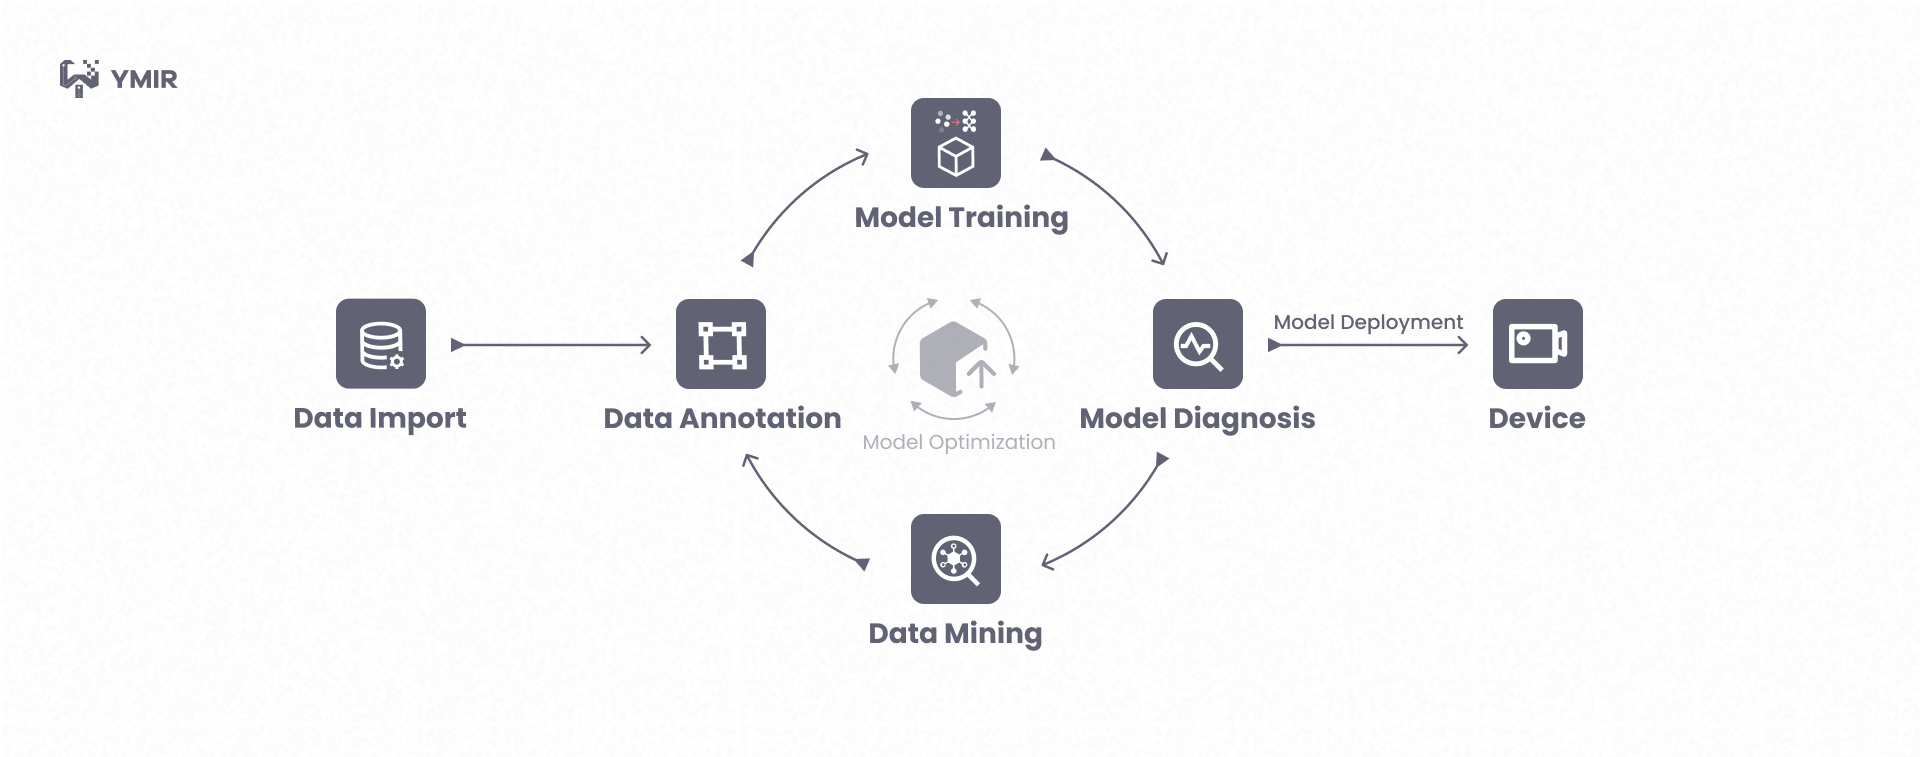 YMIR
Model Training
Model Deployment
Data Import
Data Annotation
Model Diagnosis
Device
Model Optimization
Data Mining